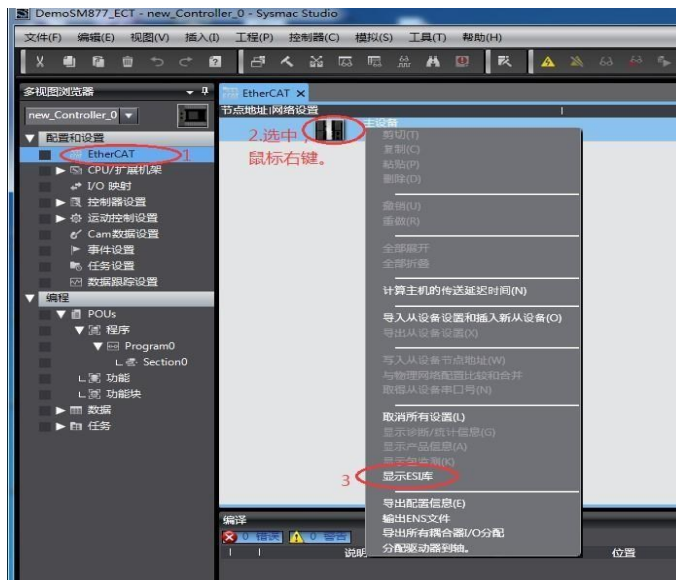 DemoSM877_ECT - new_Controller_0 - Sysmac Studio
文件(F) 编辑(E) 视图(V) 插入(I) 工程(P) 控制器(C) 模拟(S) 工具(T) 帮助(H)
多视图浏览器
new_Controller_0
配置和设置
EtherCAT 1
CPU/扩展机架
I/O 映射
控制器设置
运动控制设置
Cam数据设置
事件设置
任务设置
数据跟踪设置
编程
POUs
程序
Program0
Section0
功能
功能块
数据
任务
EtherCAT
节点地址|网络设置
主设备
2.选中，
鼠标右键。
剪切(T)
复制(C)
粘贴(P)
删除(D)
撤销(U)
重做(R)
全部展开
全部折叠
计算主机的传送延迟时间(N)
导入从设备设置和插入新从设备(O)
导出从设备设置(X)
写入从设备节点地址(W)
与物理网络配置比较和合并
取得从设备串口号(N)
取消所有设置(L)
显示诊断/统计信息(G)
显示产品信息(A)
显示包监测(K)
3 显示ESI库
导出配置信息(E)
输出ENS文件
导出所有耦合器I/O分配
分配驱动器到轴。
编译
0 错误 0 警告
说明 位置